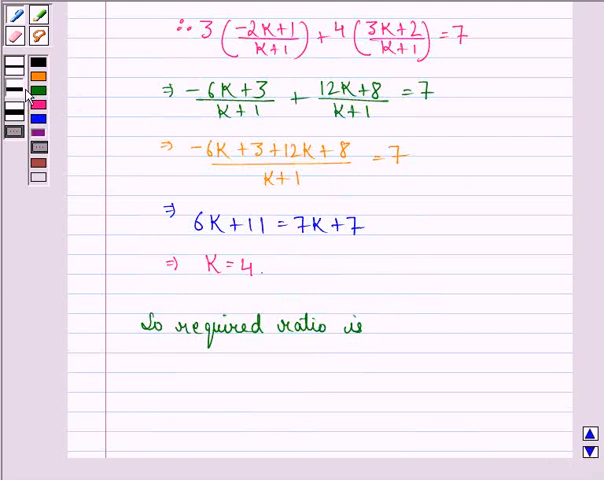 ∴ 3 ( (-2K+1)/(K+1) ) + 4 ( (3K+2)/(K+1) ) = 7
⇒ (-6K+3)/(K+1) + (12K+8)/(K+1) = 7
⇒ (-6K+3+12K+8)/(K+1) = 7
⇒ 6K+11 = 7K+7
⇒ K = 4.
So required ratio is